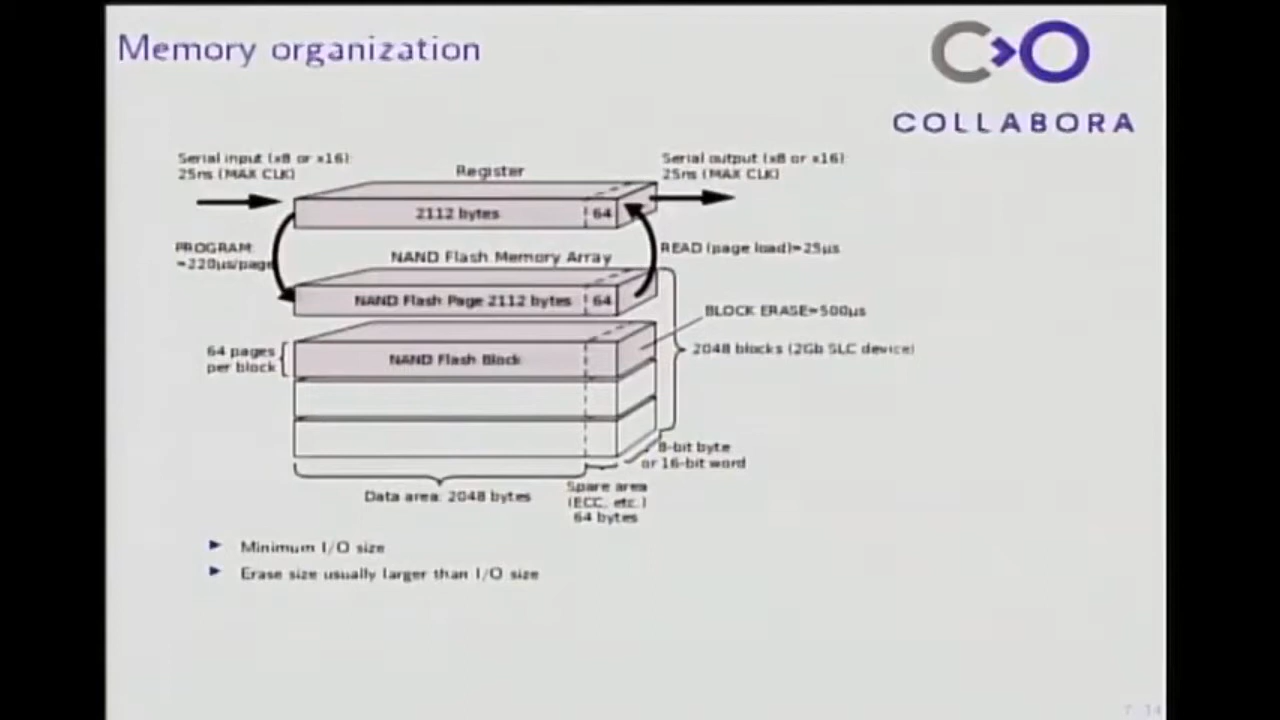 Memory organization
COLLABORA
Serial input (x8 or x16):
25ns (MAX CLK)
Serial output (x8 or x16):
25ns (MAX CLK)
Register
2112 bytes
64
PROGRAM:
≈220µs/page
NAND Flash Memory Array
READ (page load)≈25µs
NAND Flash Page 2112 bytes
64
BLOCK ERASE≈500µs
64 pages
per block
NAND Flash Block
2048 blocks (2Gb SLC device)
8-bit byte
or 16-bit word
Data area: 2048 bytes
Spare area
(ECC, etc.)
64 bytes
Minimum I/O size
Erase size usually larger than I/O size
7 14